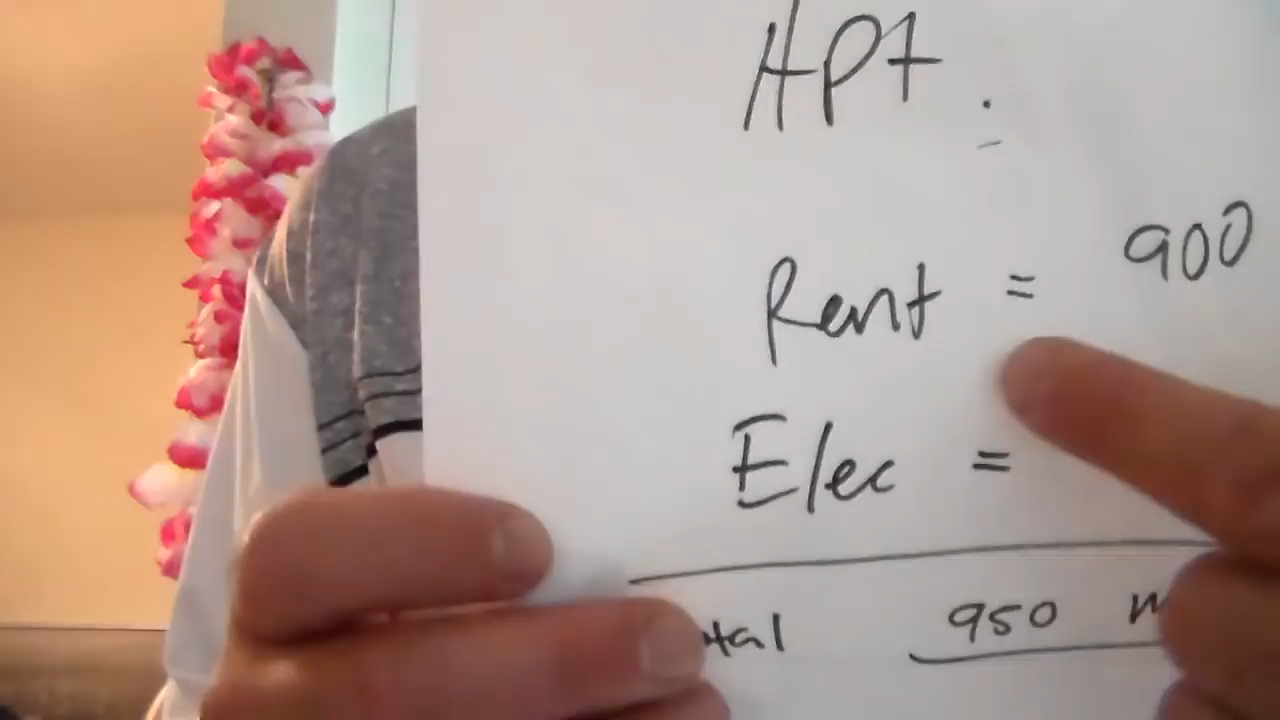 Apt.
Rent = 900
Elec =
950